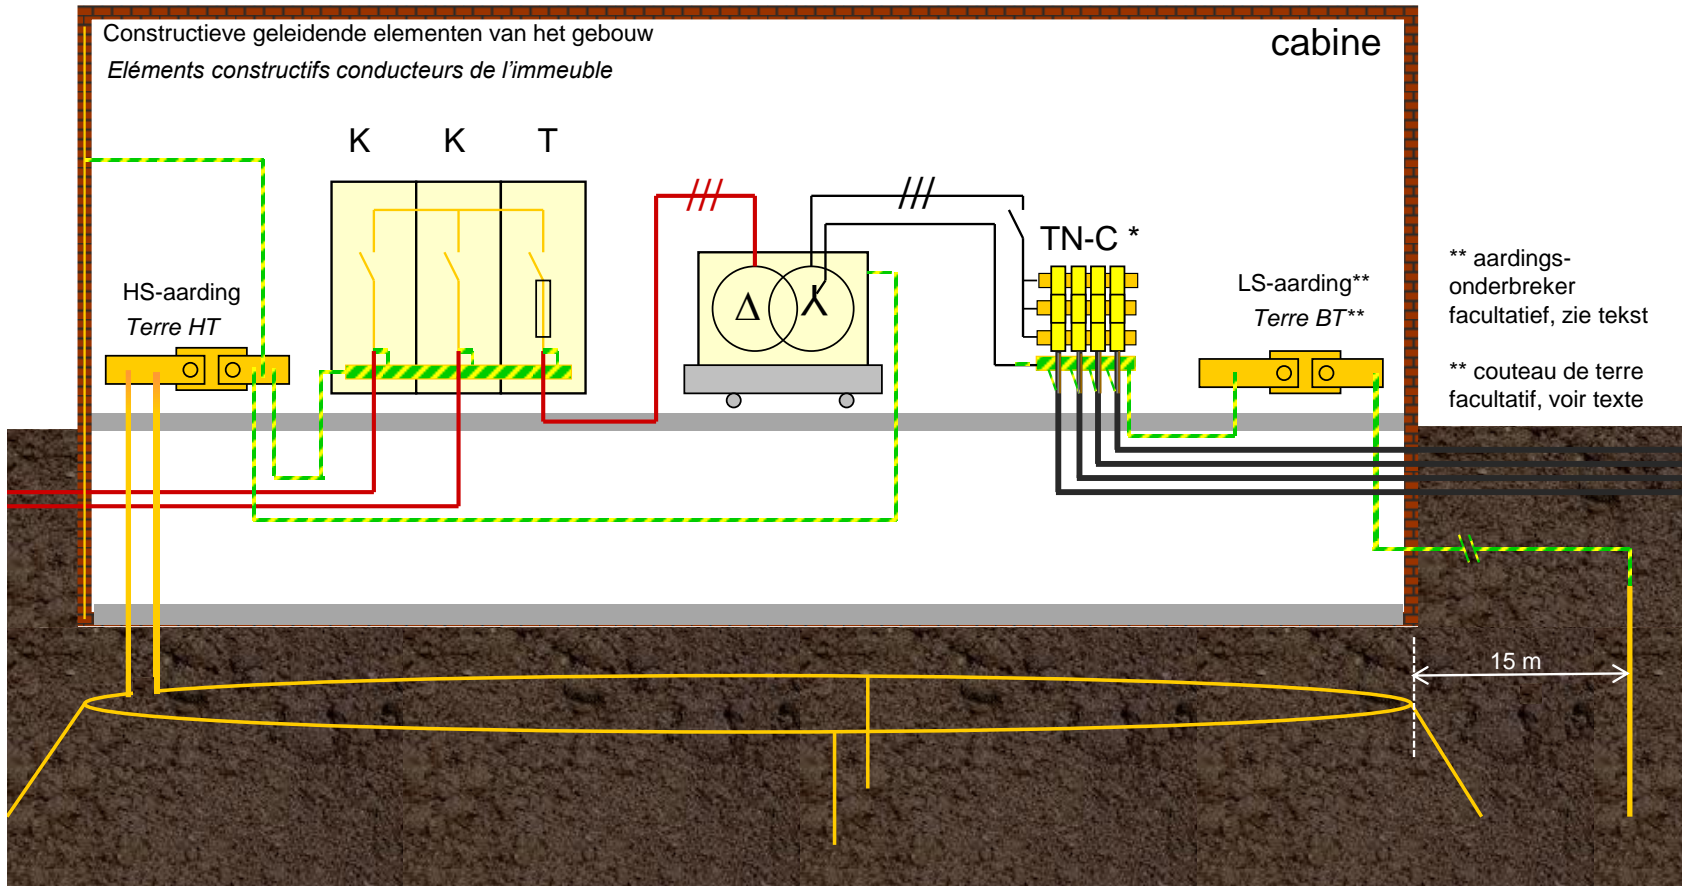 Constructieve geleidende elementen van het gebouw
Eléments constructifs conducteurs de l'immeuble
cabine
K K T
HS-aarding
Terre HT
Δ
TN-C *
LS-aarding**
Terre BT**
** aardings-
onderbreker
facultatief, zie tekst
** couteau de terre
facultatif, voir texte
15 m